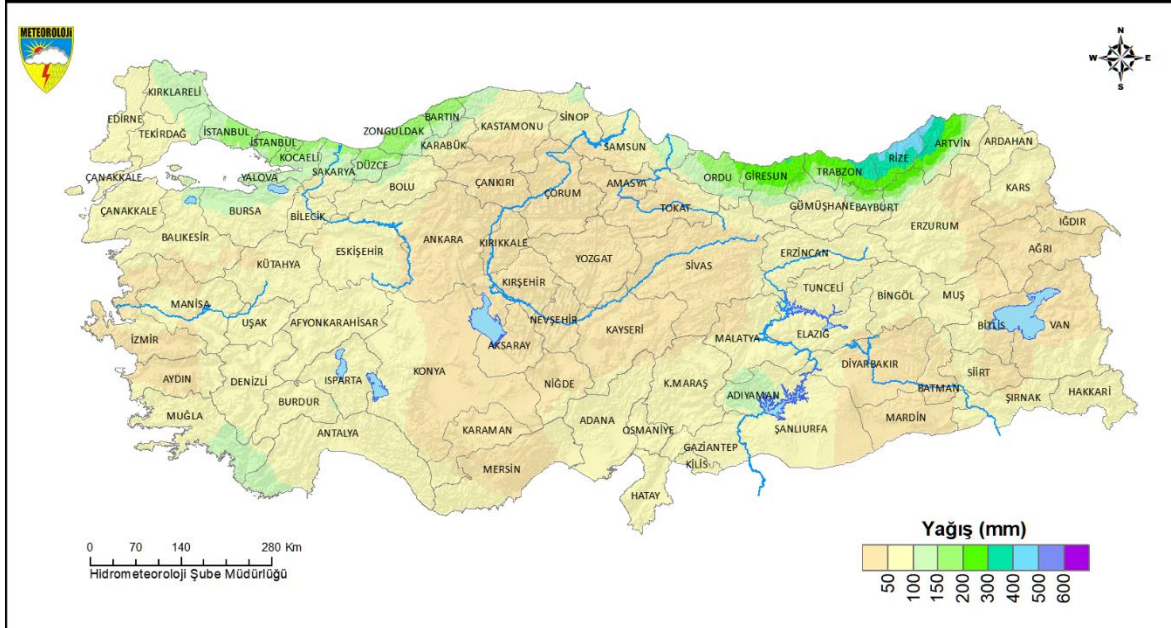 METEOROLOJİ
N
W E
S
KIRKLARELİ
EDİRNE
TEKİRDAĞ
İSTANBUL
İSTANBUL
KOCAELİ
YALOVA
SAKARYA
DÜZCE
ZONGULDAK
BARTIN
KARABÜK
KASTAMONU
SİNOP
SAMSUN
ÇANAKKALE
ÇANAKKALE
BURSA
BİLECİK
BOLU
ÇANKIRI
ÇORUM
AMASYA
TOKAT
ORDU
GİRESUN
TRABZON
RİZE
ARTVİN
ARDAHAN
KARS
GÜMÜŞHANE
BAYBURT
ERZURUM
IĞDIR
AĞRI
BALIKESİR
KÜTAHYA
ESKİŞEHİR
ANKARA
KIRIKKALE
YOZGAT
SİVAS
ERZİNCAN
TUNCELİ
BİNGÖL
MUŞ
BİTLİS
VAN
MANİSA
UŞAK
AFYONKARAHİSAR
KIRŞEHİR
NEVŞEHİR
KAYSERİ
MALATYA
ELAZIĞ
DİYARBAKIR
BATMAN
SİİRT
ŞIRNAK
HAKKARİ
İZMİR
AYDIN
DENİZLİ
ISPARTA
BURDUR
KONYA
AKSARAY
NİĞDE
K.MARAŞ
ADIYAMAN
MARDİN
ŞANLIURFA
MUĞLA
ANTALYA
KARAMAN
MERSİN
ADANA
OSMANİYE
GAZİANTEP
KİLİS
HATAY
0 70 140 280 Km
Hidrometeoroloji Şube Müdürlüğü
Yağış (mm)
50 100 150 200 300 400 500 600